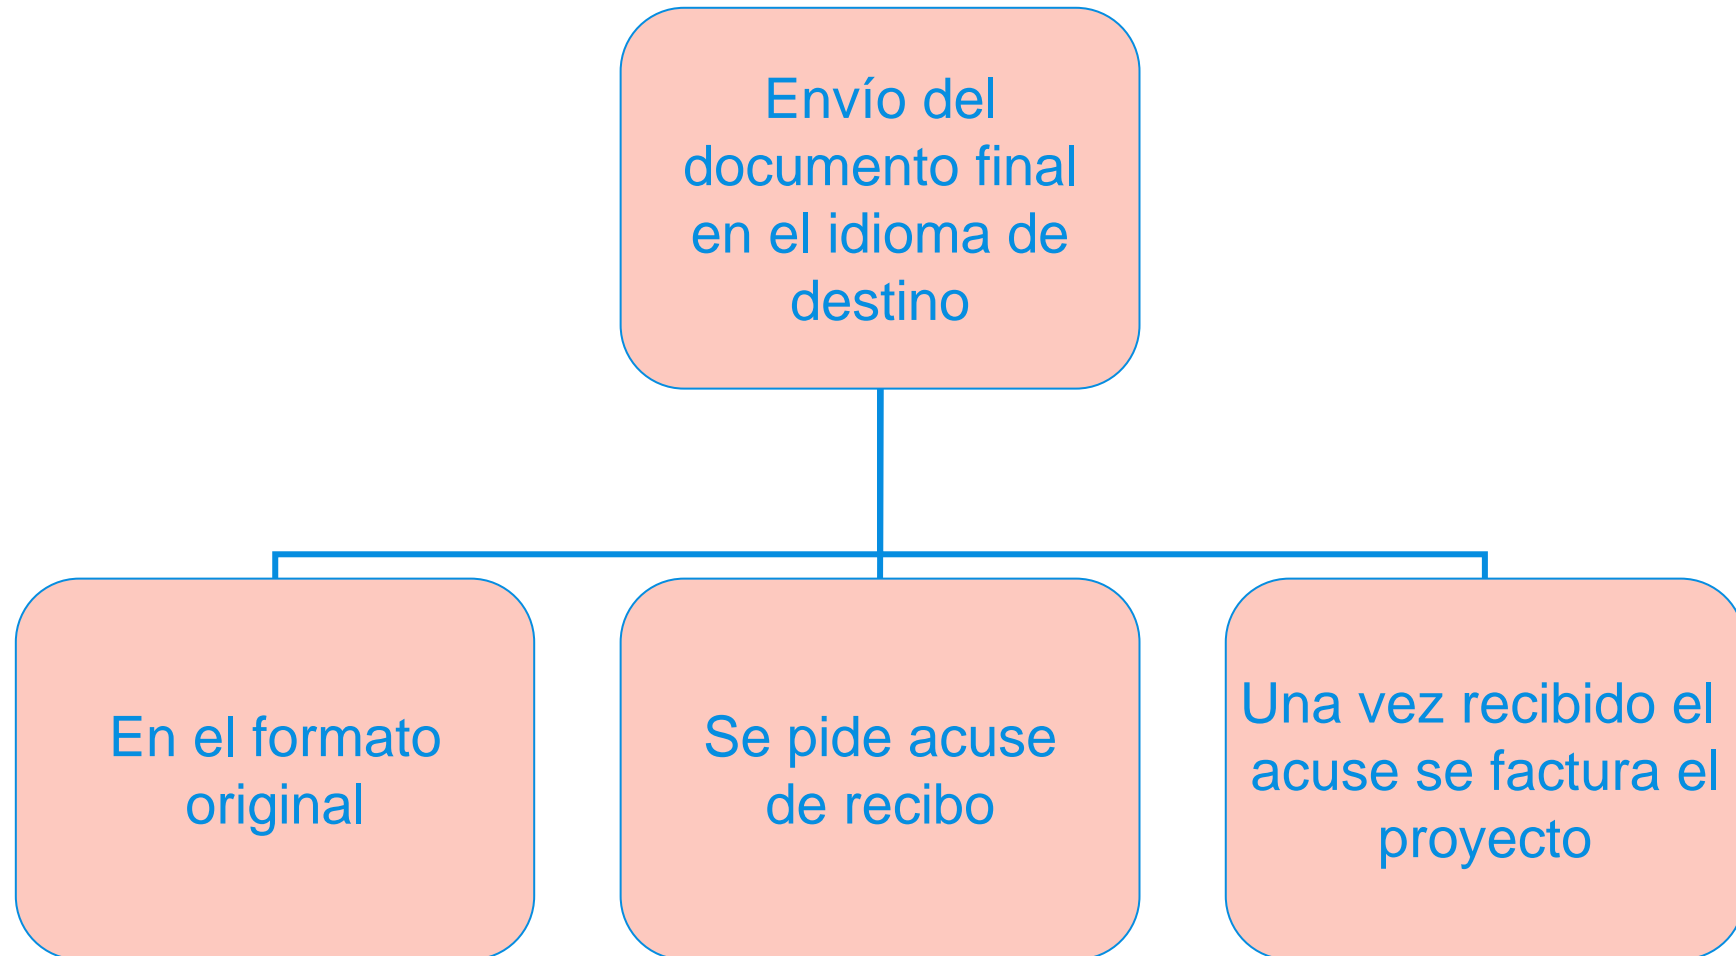 Envío del
documento final
en el idioma de
destino
En el formato
original
Se pide acuse
de recibo
Una vez recibido el
acuse se factura el
proyecto